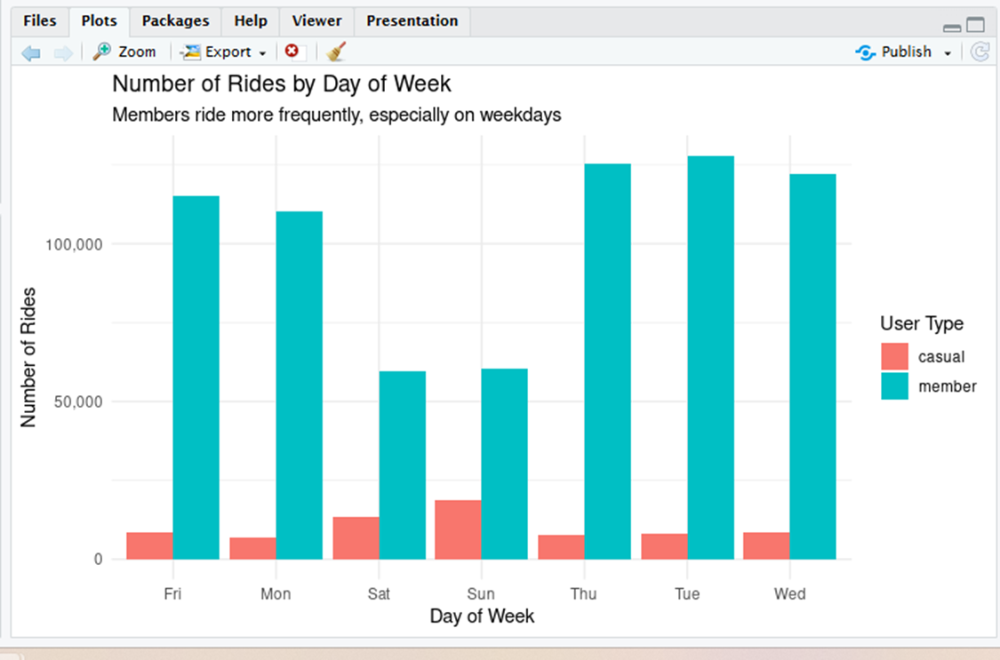 Files Plots Packages Help Viewer Presentation
Zoom Export Publish
Number of Rides by Day of Week
Members ride more frequently, especially on weekdays
100,000
50,000
0
Number of Rides
Fri Mon Sat Sun Thu Tue Wed
Day of Week
User Type
casual
member